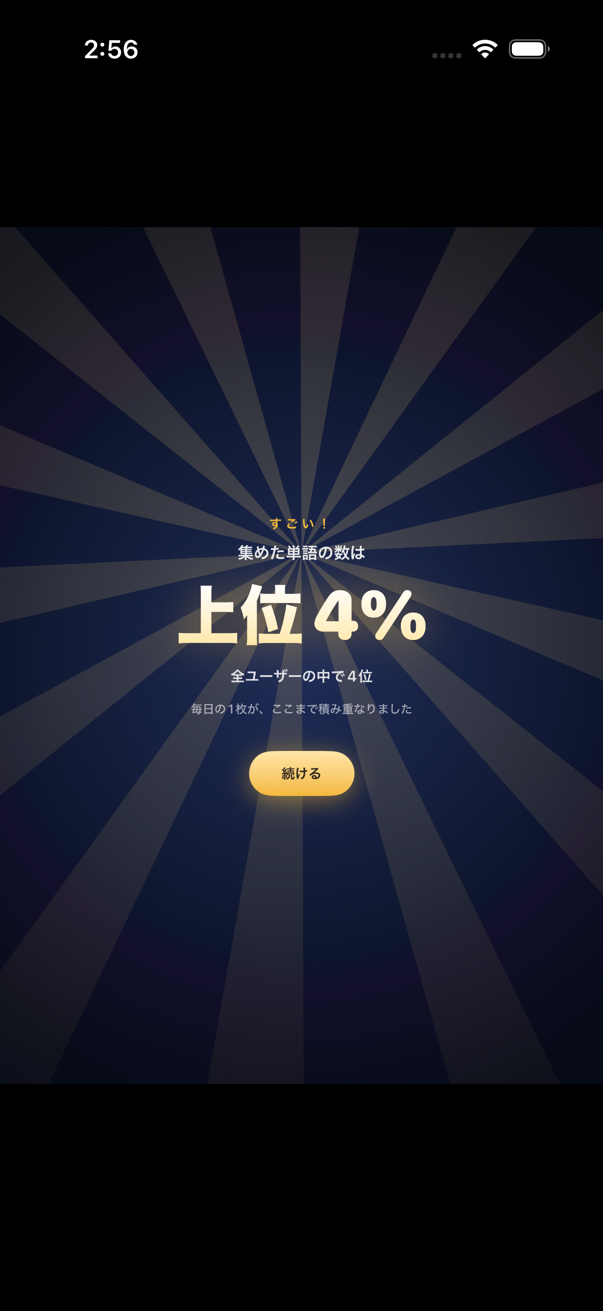 2:56
すごい！
集めた単語の数は
上位 4%
全ユーザーの中で4位
毎日の1枚が、ここまで積み重なりました
続ける